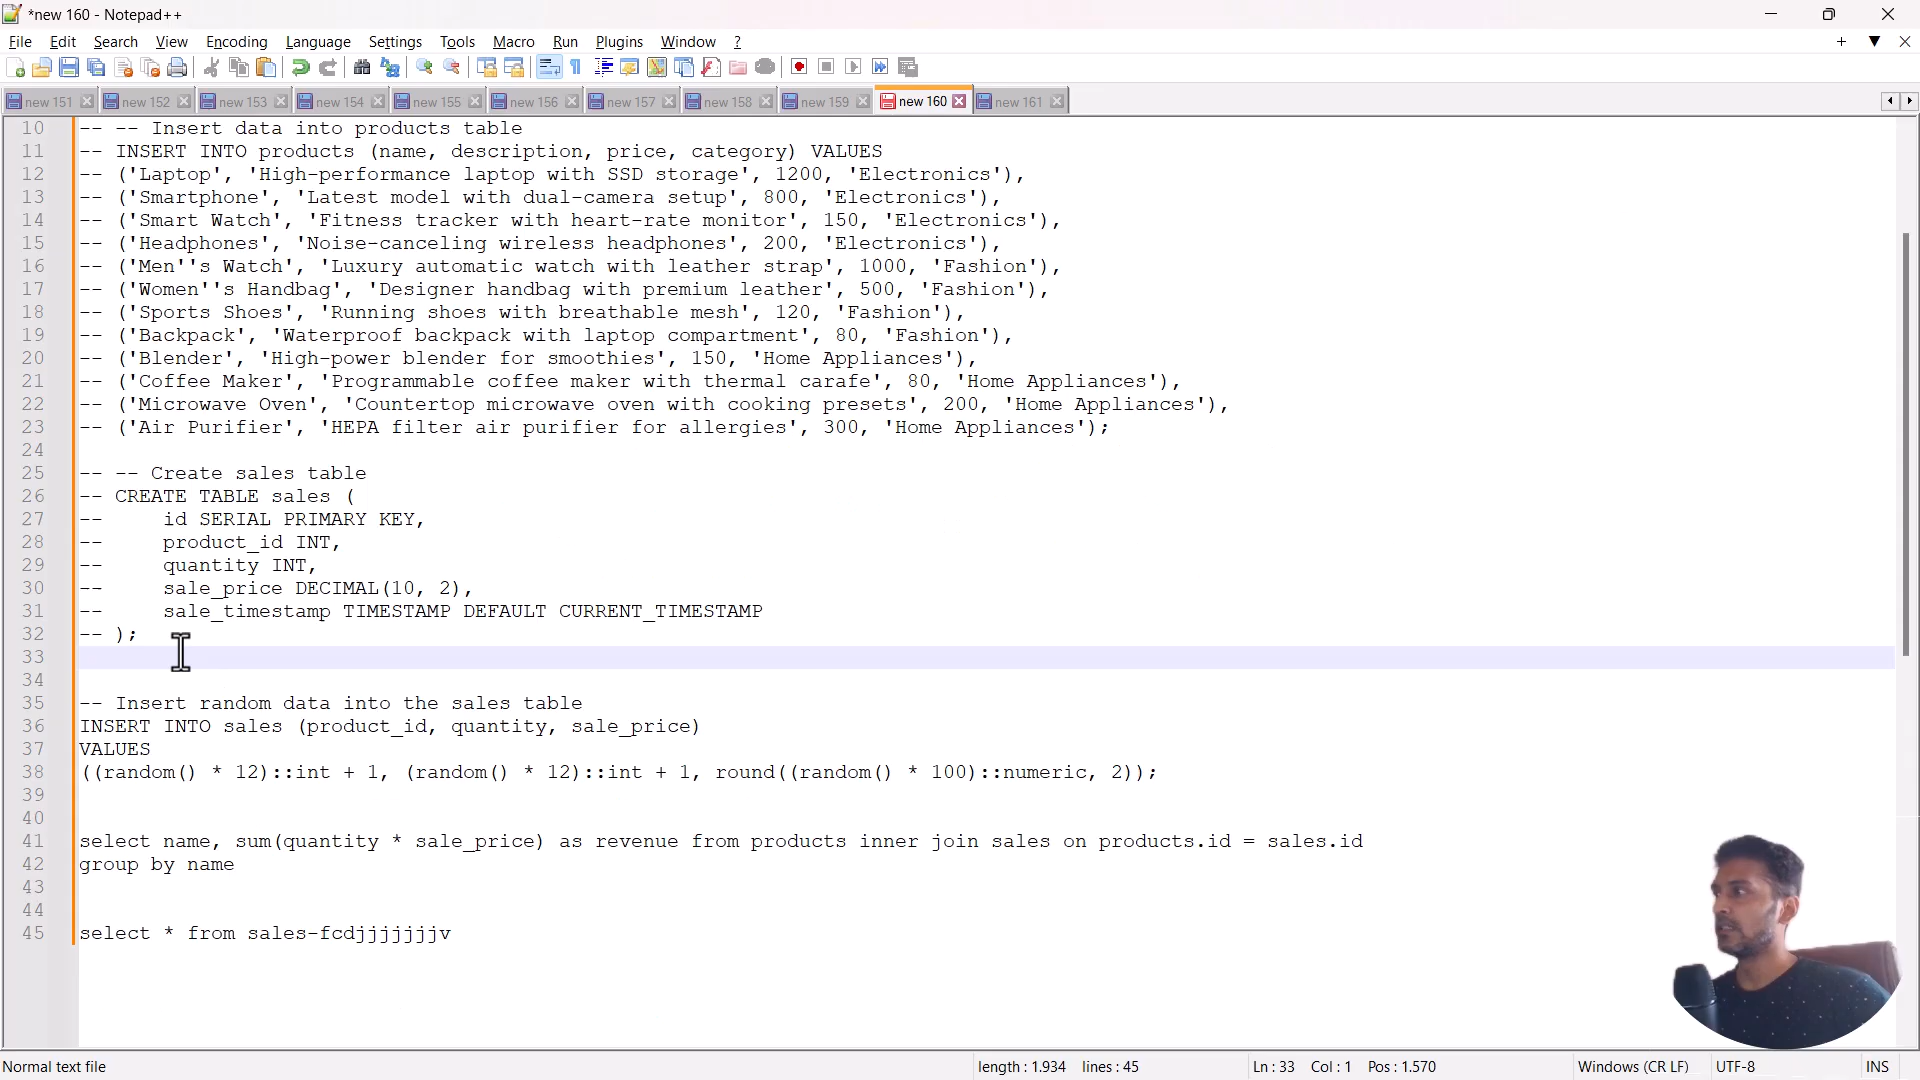 *new 160 - Notepad++
File Edit Search View Encoding Language Settings Tools Macro Run Plugins Window ?
new 151 new 152 new 153 new 154 new 155 new 156 new 157 new 158 new 159 new 160 new 161
10 -- -- Insert data into products table
11 -- INSERT INTO products (name, description, price, category) VALUES
12 -- ('Laptop', 'High-performance laptop with SSD storage', 1200, 'Electronics'),
13 -- ('Smartphone', 'Latest model with dual-camera setup', 800, 'Electronics'),
14 -- ('Smart Watch', 'Fitness tracker with heart-rate monitor', 150, 'Electronics'),
15 -- ('Headphones', 'Noise-canceling wireless headphones', 200, 'Electronics'),
16 -- ('Men''s Watch', 'Luxury automatic watch with leather strap', 1000, 'Fashion'),
17 -- ('Women''s Handbag', 'Designer handbag with premium leather', 500, 'Fashion'),
18 -- ('Sports Shoes', 'Running shoes with breathable mesh', 120, 'Fashion'),
19 -- ('Backpack', 'Waterproof backpack with laptop compartment', 80, 'Fashion'),
20 -- ('Blender', 'High-power blender for smoothies', 150, 'Home Appliances'),
21 -- ('Coffee Maker', 'Programmable coffee maker with thermal carafe', 80, 'Home Appliances'),
22 -- ('Microwave Oven', 'Countertop microwave oven with cooking presets', 200, 'Home Appliances'),
23 -- ('Air Purifier', 'HEPA filter air purifier for allergies', 300, 'Home Appliances');
24
25 -- -- Create sales table
26 -- CREATE TABLE sales (
27 -- id SERIAL PRIMARY KEY,
28 -- product_id INT,
29 -- quantity INT,
30 -- sale_price DECIMAL(10, 2),
31 -- sale_timestamp TIMESTAMP DEFAULT CURRENT_TIMESTAMP
32 -- );
33
34
35 -- Insert random data into the sales table
36 INSERT INTO sales (product_id, quantity, sale_price)
37 VALUES
38 ((random() * 12)::int + 1, (random() * 12)::int + 1, round((random() * 100)::numeric, 2));
39
40
41 select name, sum(quantity * sale_price) as revenue from products inner join sales on products.id = sales.id
42 group by name
43
44
45 select * from sales-fcdjjjjjjjv
Normal text file length : 1.934 lines : 45 Ln : 33 Col : 1 Pos : 1.570 Windows (CR LF) UTF-8 INS